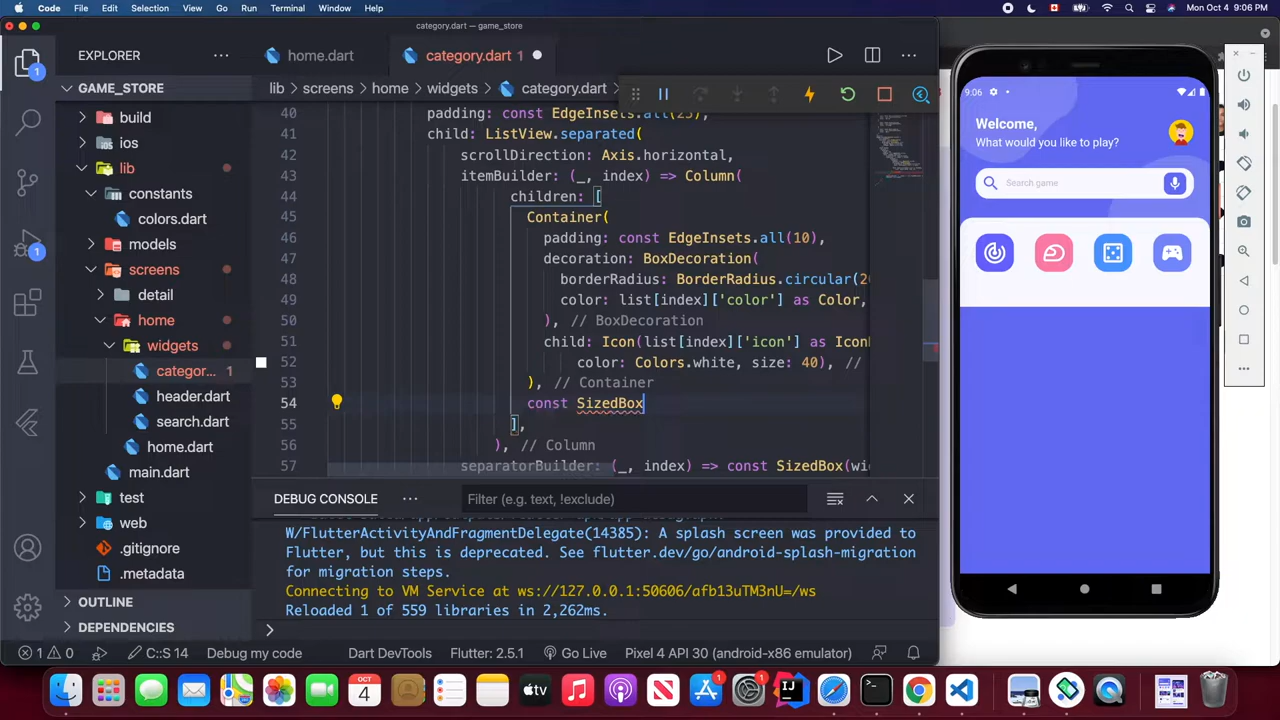 Code File Edit Selection View Go Run Terminal Window Help Mon Oct 4 9:06 PM
category.dart — game_store
EXPLORER
home.dart
category.dart 1
GAME_STORE
lib screens home widgets category.dart
build
ios
lib
constants
colors.dart
models
screens
detail
home
widgets
categor... 1
header.dart
search.dart
home.dart
main.dart
test
web
.gitignore
.metadata
OUTLINE
DEPENDENCIES
1
1
40 padding: const EdgeInsets.all(25),
41 child: ListView.separated(
42 scrollDirection: Axis.horizontal,
43 itemBuilder: (_, index) => Column(
44 children: [
45 Container(
46 padding: const EdgeInsets.all(10),
47 decoration: BoxDecoration(
48 borderRadius: BorderRadius.circular(20
49 color: list[index]['color'] as Color,
50 ), // BoxDecoration
51 child: Icon(list[index]['icon'] as Icon
52 color: Colors.white, size: 40), //
53 ), // Container
54 const SizedBox
55 ],
56 ), // Column
57 separatorBuilder: (_, index) => const SizedBox(wi
DEBUG CONSOLE
Filter (e.g. text, !exclude)
W/FlutterActivityAndFragmentDelegate(14385): A splash screen was provided to
Flutter, but this is deprecated. See flutter.dev/go/android-splash-migration
for migration steps.
Connecting to VM Service at ws://127.0.0.1:50606/afb13uTM3nU=/ws
Reloaded 1 of 559 libraries in 2,262ms.
1 0 C::S 14 Debug my code Dart DevTools Flutter: 2.5.1 Go Live Pixel 4 API 30 (android-x86 emulator)
9:06
Welcome,
What would you like to play?
Search game
OCT
4
tv
1
1
IJ